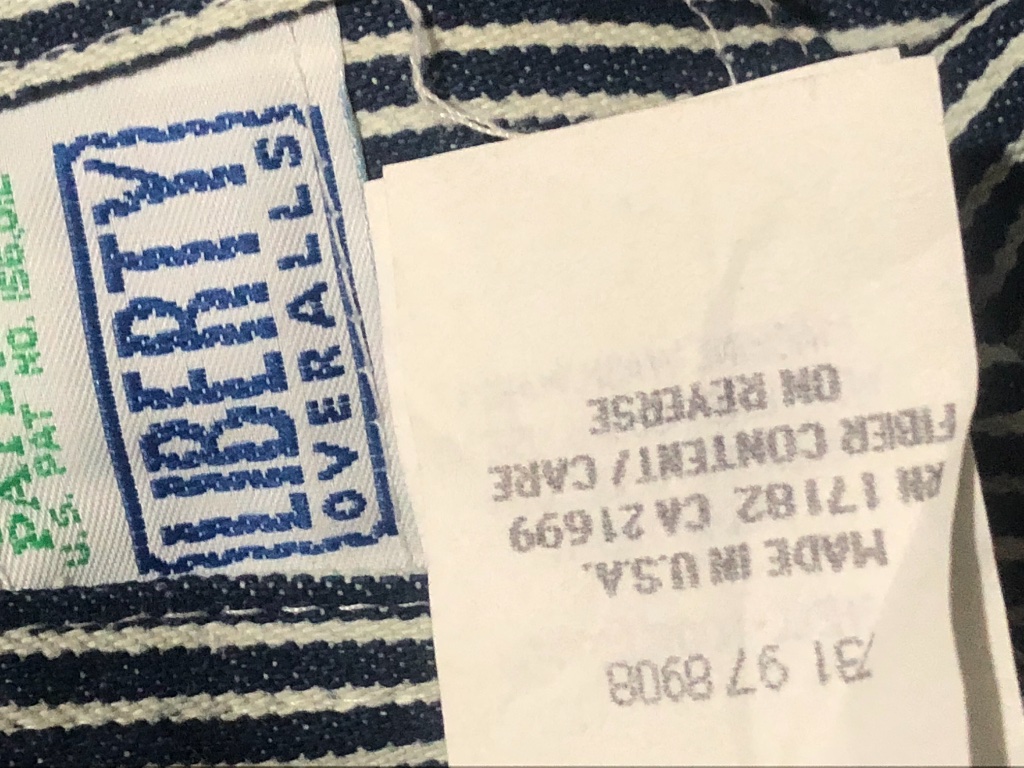 LIBERTY
OVERALLS
U.S. PAT NO.
731 97 8908
MADE IN U.S.A.
RN 17182 CA 21699
FIBER CONTENT/ CARE
ON REVERSE